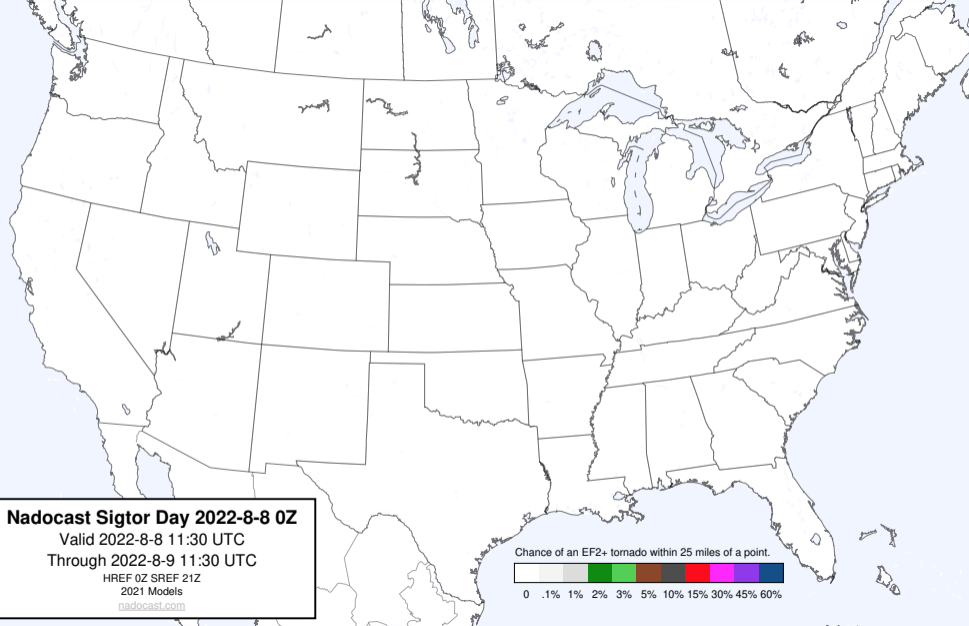 Nadocast Sigtor Day 2022-8-8 0Z
Valid 2022-8-8 11:30 UTC
Through 2022-8-9 11:30 UTC
HREF 0Z SREF 21Z
2021 Models
nadocast.com
Chance of an EF2+ tornado within 25 miles of a point.
0 .1% 1% 2% 3% 5% 10% 15% 30% 45% 60%